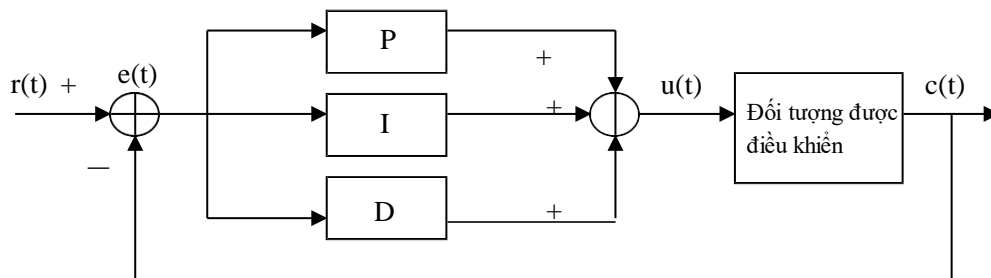 P
+
r(t) +
e(t)
I
+
u(t)
Đối tượng được
điều khiển
c(t)
—
D
+